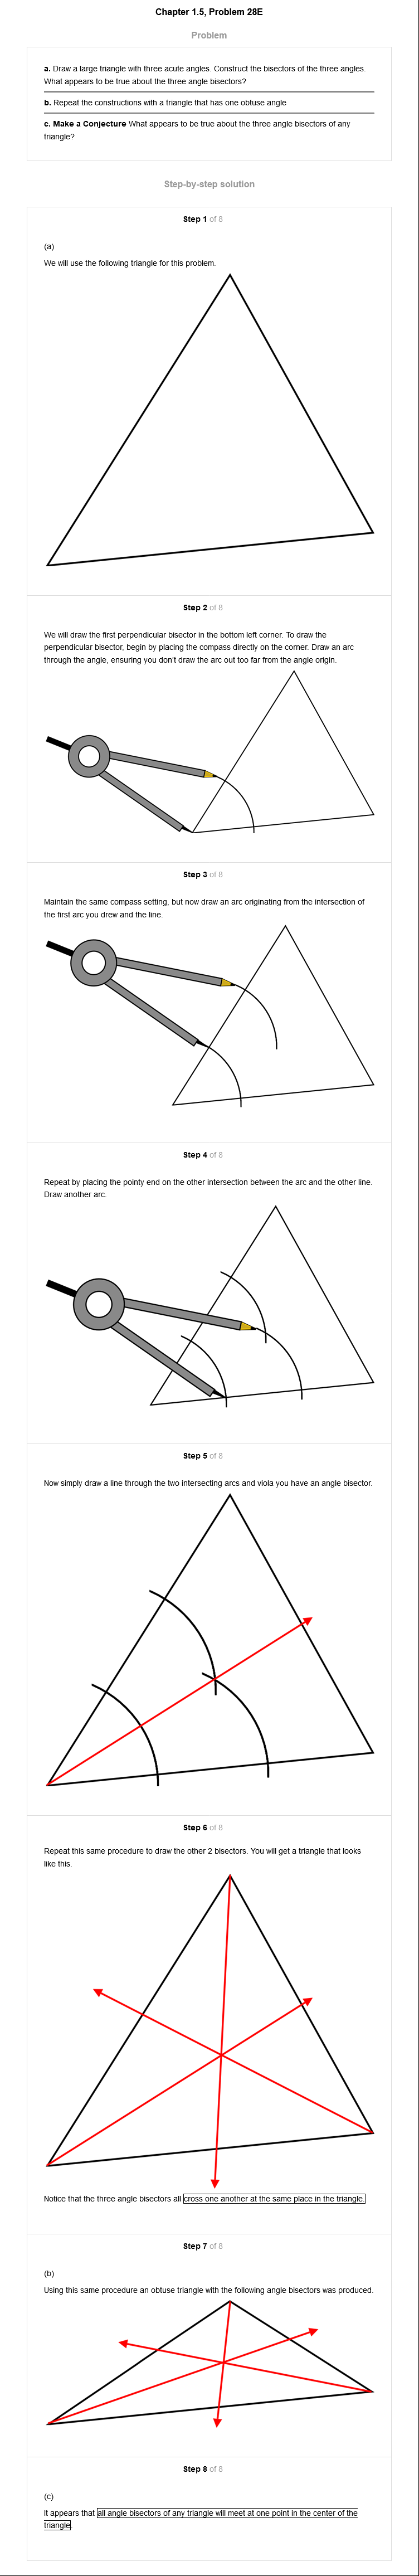 Chapter 1.5, Problem 28E
Problem
a. Draw a large triangle with three acute angles. Construct the bisectors of the three angles.
What appears to be true about the three angle bisectors?
b. Repeat the constructions with a triangle that has one obtuse angle
c. Make a Conjecture What appears to be true about the three angle bisectors of any
triangle?
Step-by-step solution
Step 1 of 8
(a)
We will use the following triangle for this problem.
Step 2 of 8
We will draw the first perpendicular bisector in the bottom left corner. To draw the
perpendicular bisector, begin by placing the compass directly on the corner. Draw an arc
through the angle, ensuring you don't draw the arc out too far from the angle origin.
Step 3 of 8
Maintain the same compass setting, but now draw an arc originating from the intersection of
the first arc you drew and the line.
Step 4 of 8
Repeat by placing the pointy end on the other intersection between the arc and the other line.
Draw another arc.
Step 5 of 8
Now simply draw a line through the two intersecting arcs and viola you have an angle bisector.
Step 6 of 8
Repeat this same procedure to draw the other 2 bisectors. You will get a triangle that looks
like this.
Notice that the three angle bisectors all cross one another at the same place in the triangle.
Step 7 of 8
(b)
Using this same procedure an obtuse triangle with the following angle bisectors was produced.
Step 8 of 8
(c)
It appears that all angle bisectors of any triangle will meet at one point in the center of the
triangle.